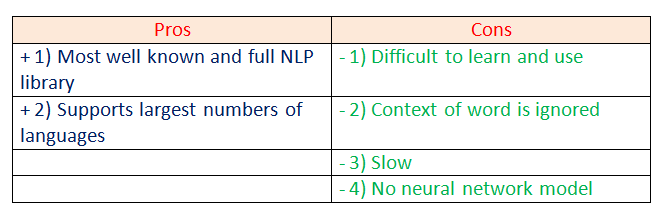 Pros
Cons
+ 1) Most well known and full NLP
library
- 1) Difficult to learn and use
+ 2) Supports largest numbers of
languages
- 2) Context of word is ignored
- 3) Slow
- 4) No neural network model